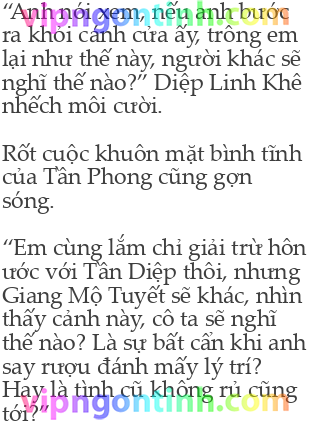 vipngontinh.com
“Anh nói xem, nếu anh bước
ra khỏi cánh cửa ấy, trông em
lại như thế này, người khác sẽ
nghĩ thế nào?” Diệp Linh Khê
nhếch môi cười.
Rốt cuộc khuôn mặt bình tĩnh
của Tần Phong cũng gợn
sóng.
“Em cùng lắm chỉ giải trừ hôn
ước với Tần Diệp thôi, nhưng
Giang Mộ Tuyết sẽ khác, nhìn
thấy cảnh này, cô ta sẽ nghĩ
thế nào? Là sự bất cẩn khi anh
say rượu đánh mấy lý trí?
Hay là tình cũ không rủ cũng
tới?”
vipngontinh.com